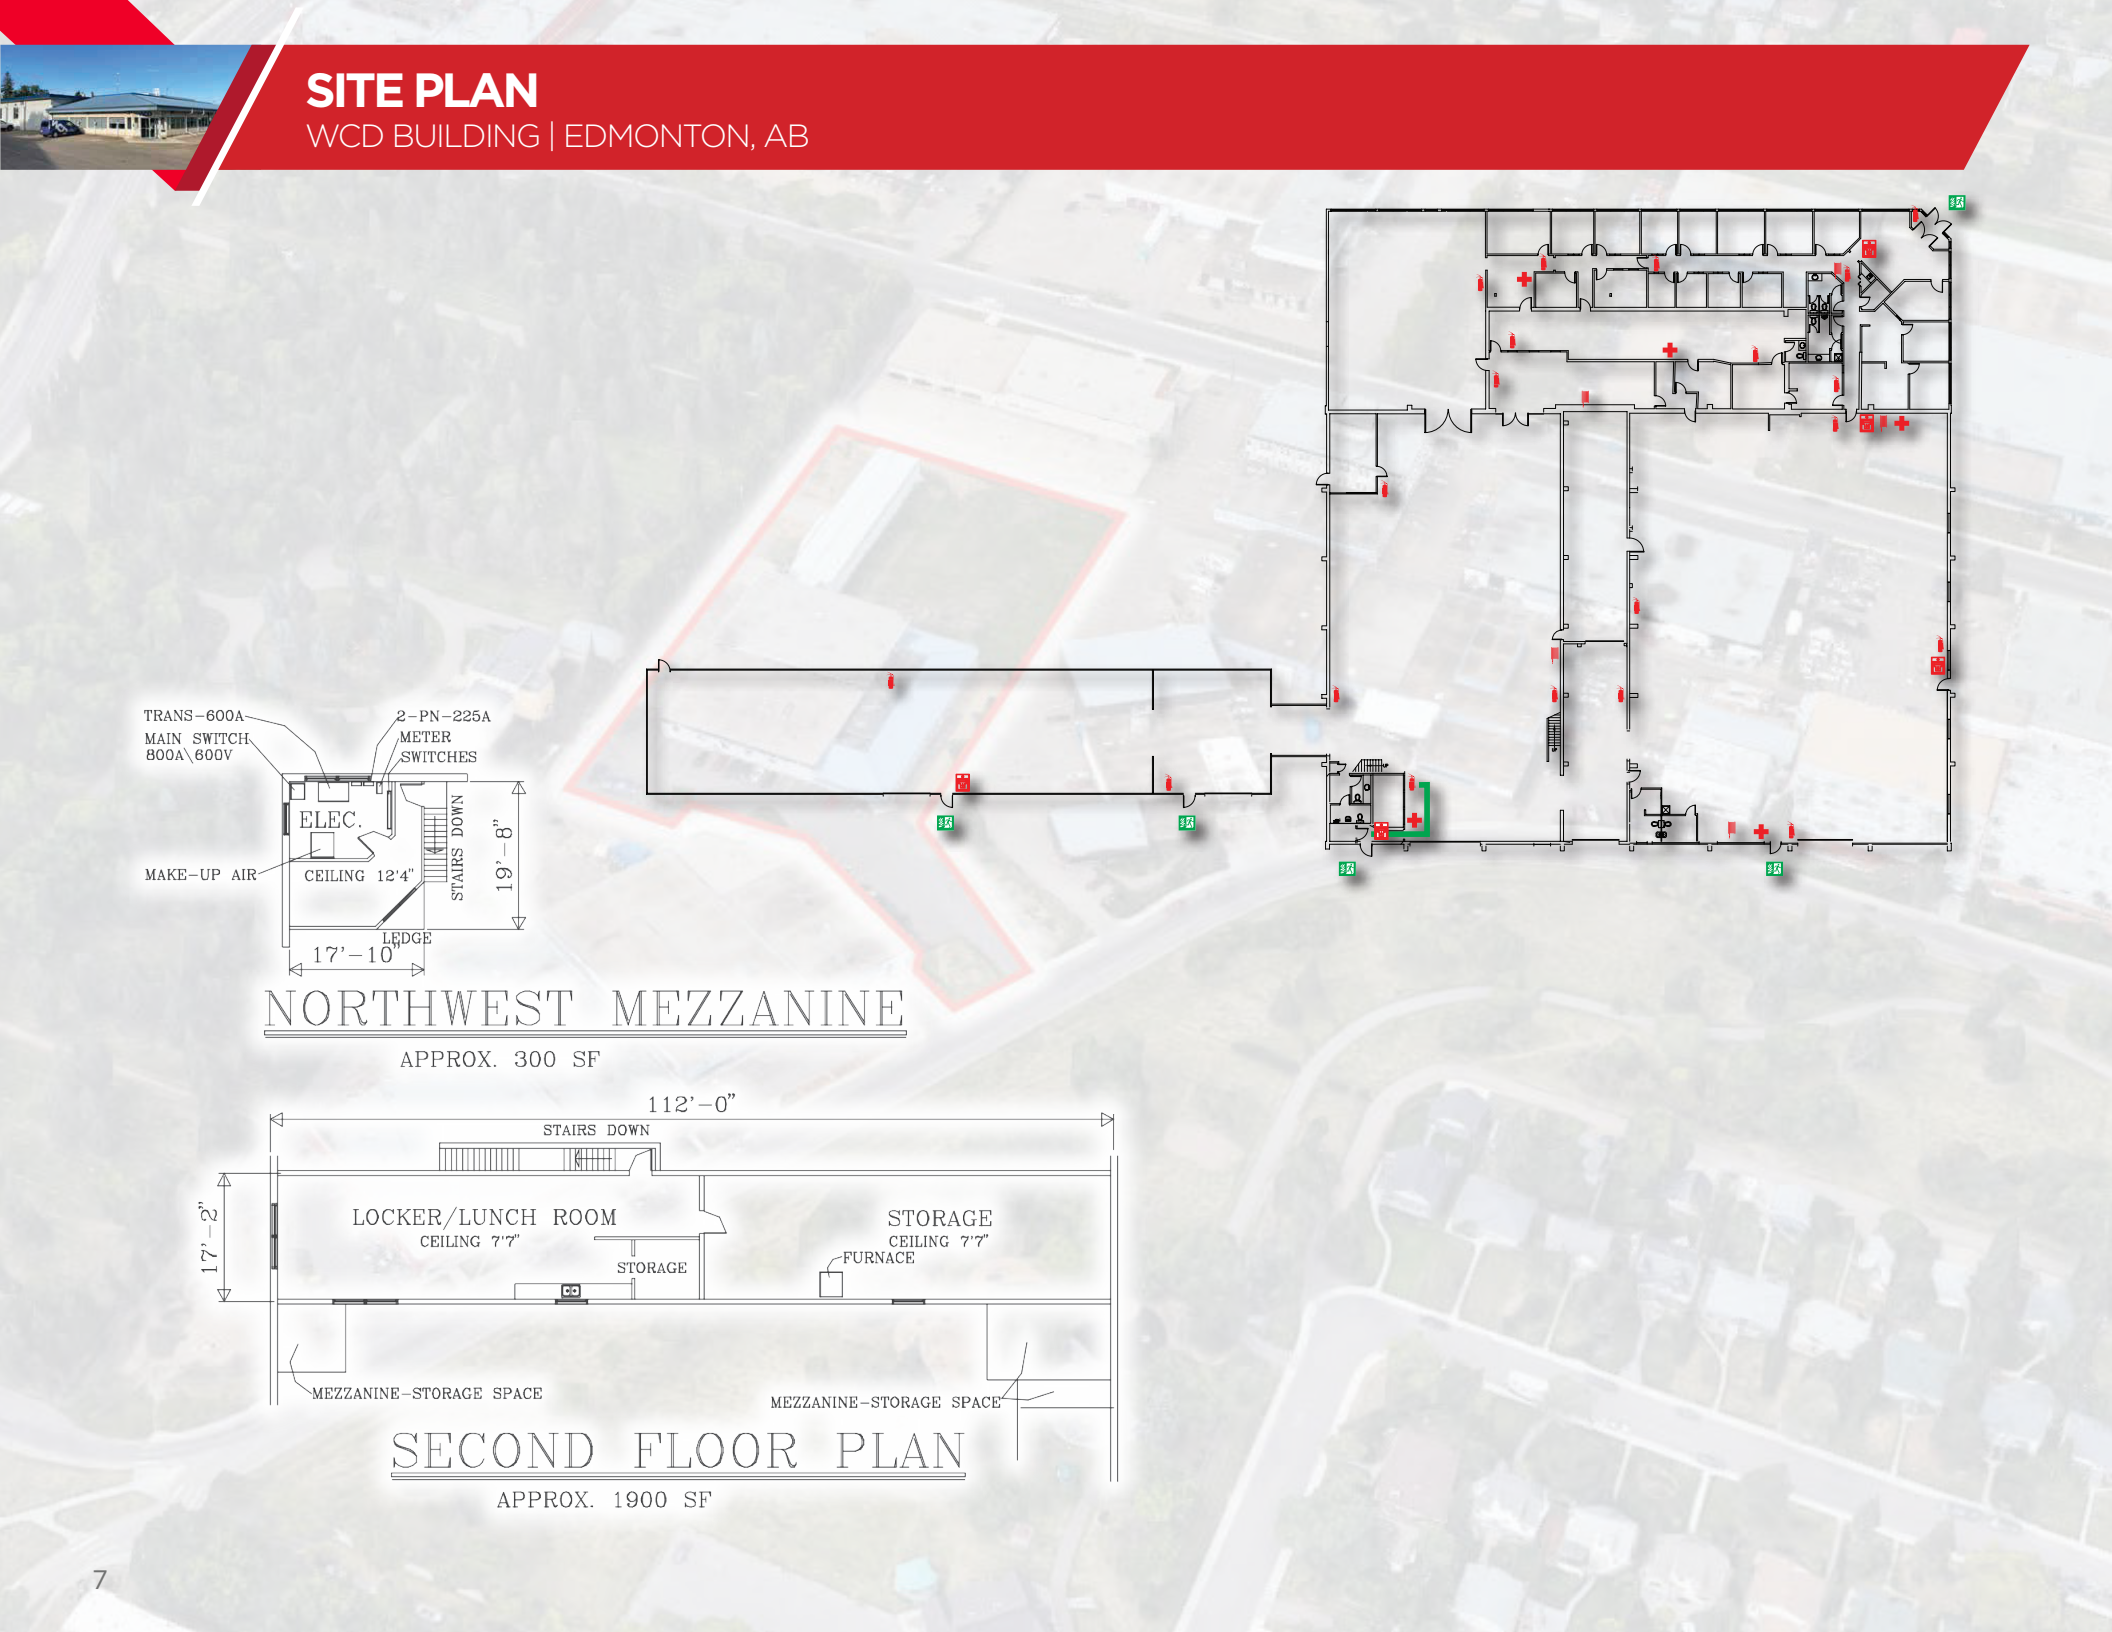 SITE PLAN
WCD BUILDING | EDMONTON, AB
TRANS-600A
2-PN-225A
MAIN SWITCH
800A\600V
METER
SWITCHES
ELEC.
STAIRS DOWN
19'-8"
MAKE-UP AIR
CEILING 12'4"
LEDGE
17'-10"
NORTHWEST MEZZANINE
APPROX. 300 SF
112'-0"
STAIRS DOWN
17'-2"
LOCKER/LUNCH ROOM
CEILING 7'7"
STORAGE
STORAGE
CEILING 7'7"
FURNACE
MEZZANINE-STORAGE SPACE
MEZZANINE-STORAGE SPACE
SECOND FLOOR PLAN
APPROX. 1900 SF
7